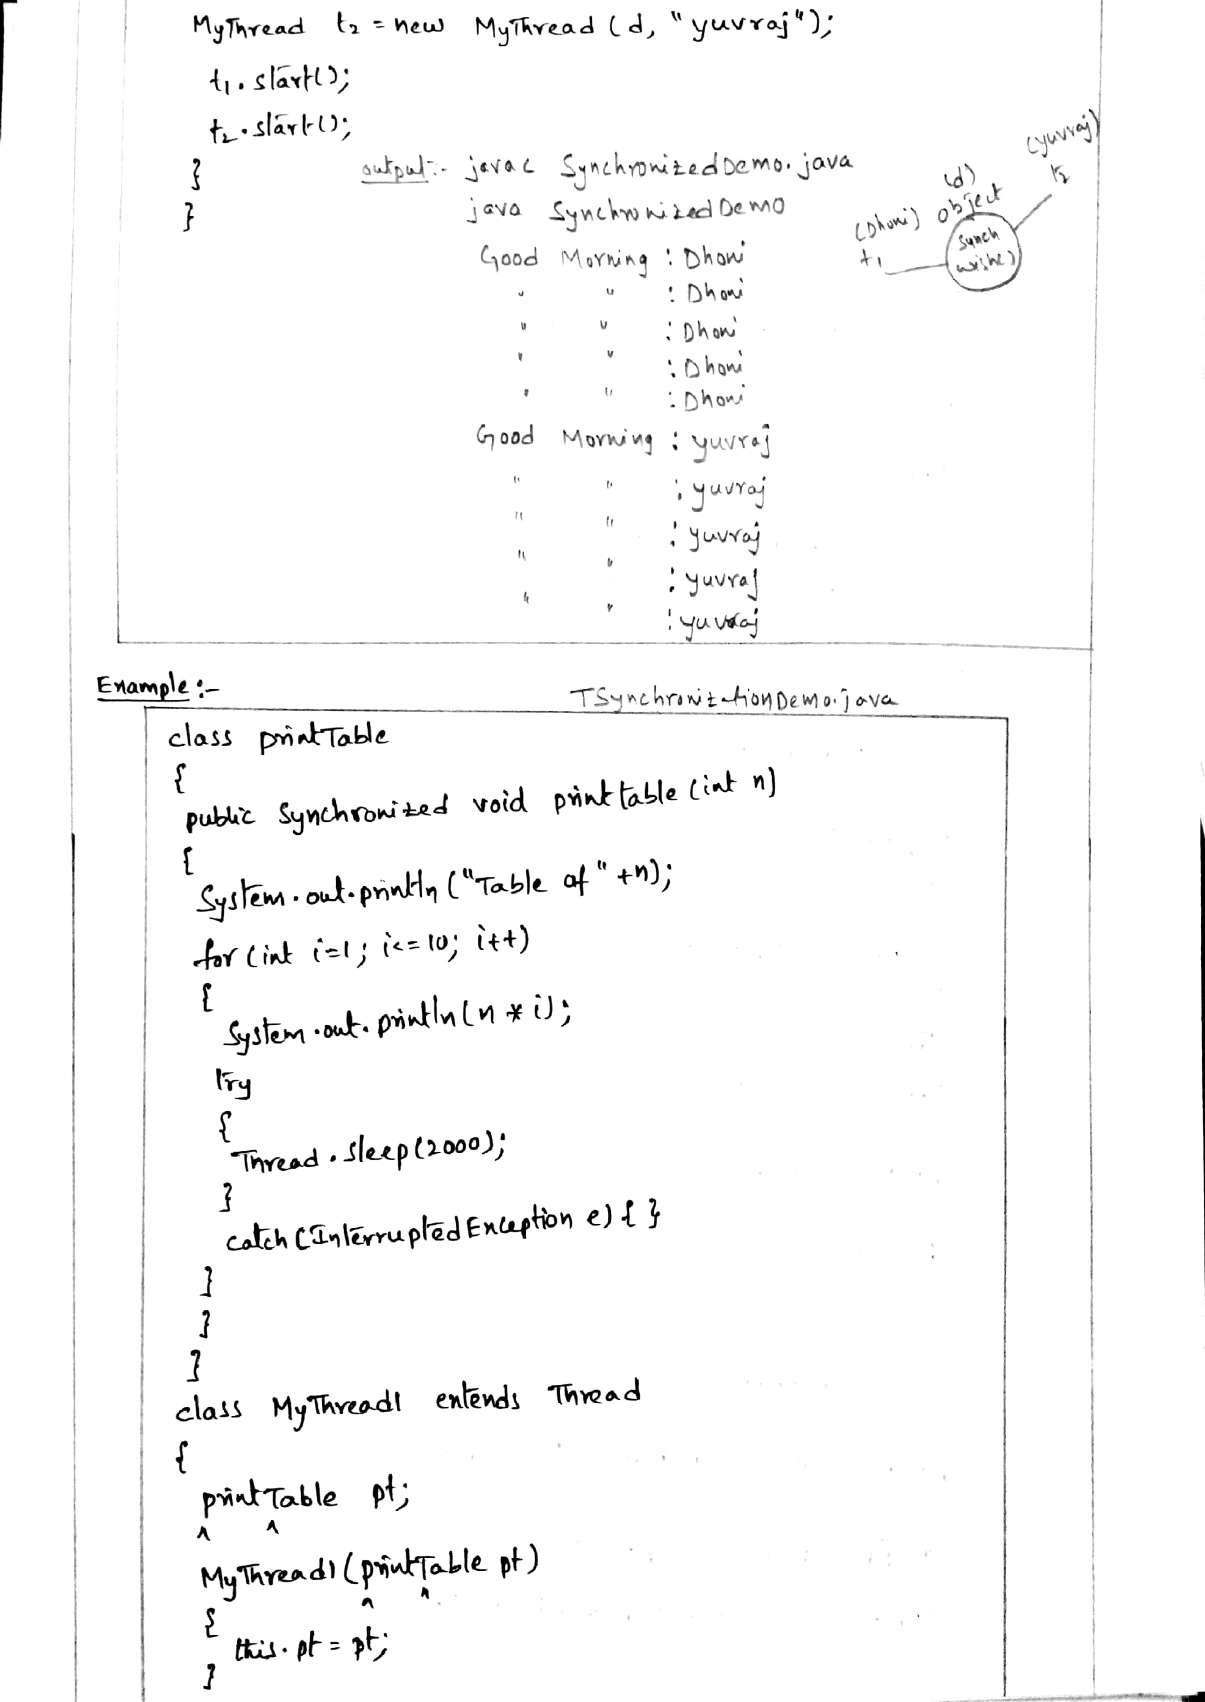 MyThread t2 = new MyThread (d, "yuvraj");
t1.start();
t2.start();
}
}
output:- javac SynchronizedDemo.java
java SynchronizedDemo
Good Morning : Dhoni
" " : Dhoni
" " : Dhoni
" " : Dhoni
" " : Dhoni
Good Morning : yuvraj
" " : yuvraj
" " : yuvraj
" " : yuvraj
" " : yuvraj
(Dhoni)
t1
(d)
object
synch
wishe)
(yuvraj)
t2
Example :-
TSynchronizationDemo.java
class printTable
{
public Synchronized void printtable (int n)
{
System.out.println ("Table of" +n);
for (int i=1; i<=10; i++)
{
System.out.println(n * i);
try
{
Thread.sleep(2000);
}
catch (InterruptedException e) { }
}
}
}
class MyThread1 extends Thread
{
printTable pt;
MyThread1 (printTable pt)
{
this.pt = pt;
}